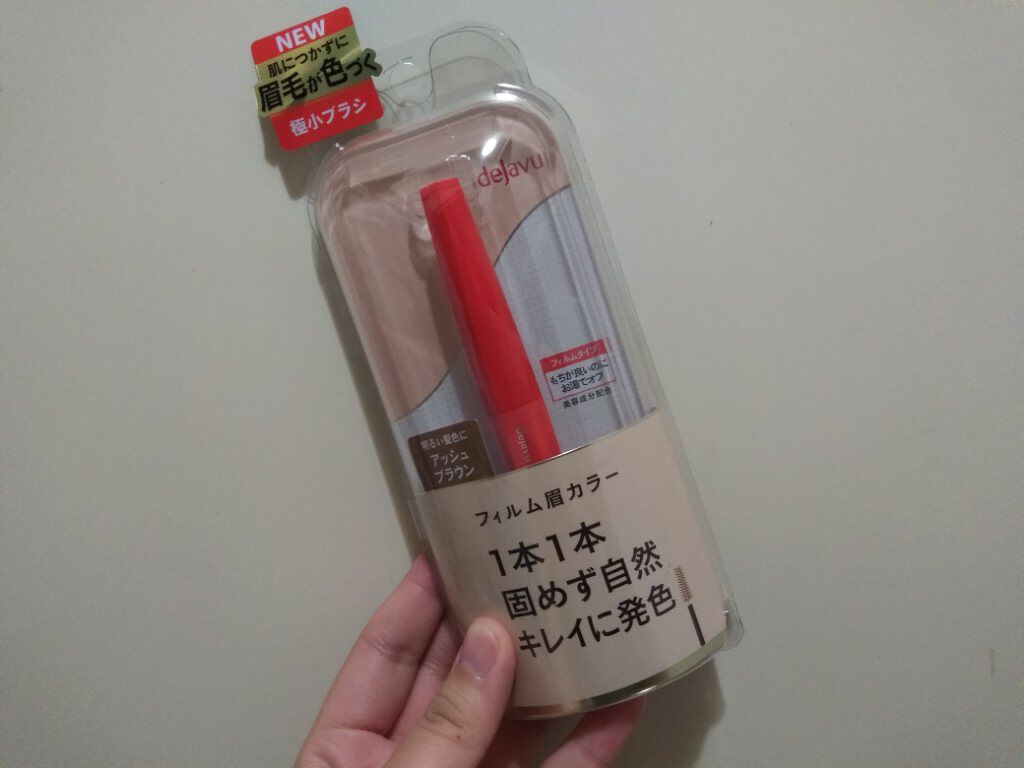 NEW
肌につかずに
眉毛が色づく
極小ブラシ
dejavu
フィルムタイプ
もちが良いのに
お湯でオフ
美容成分配合
明るい髪色に
アッシュ
ブラウン
dejavu
フィルム眉カラー
1本1本
固めず自然
キレイに発色